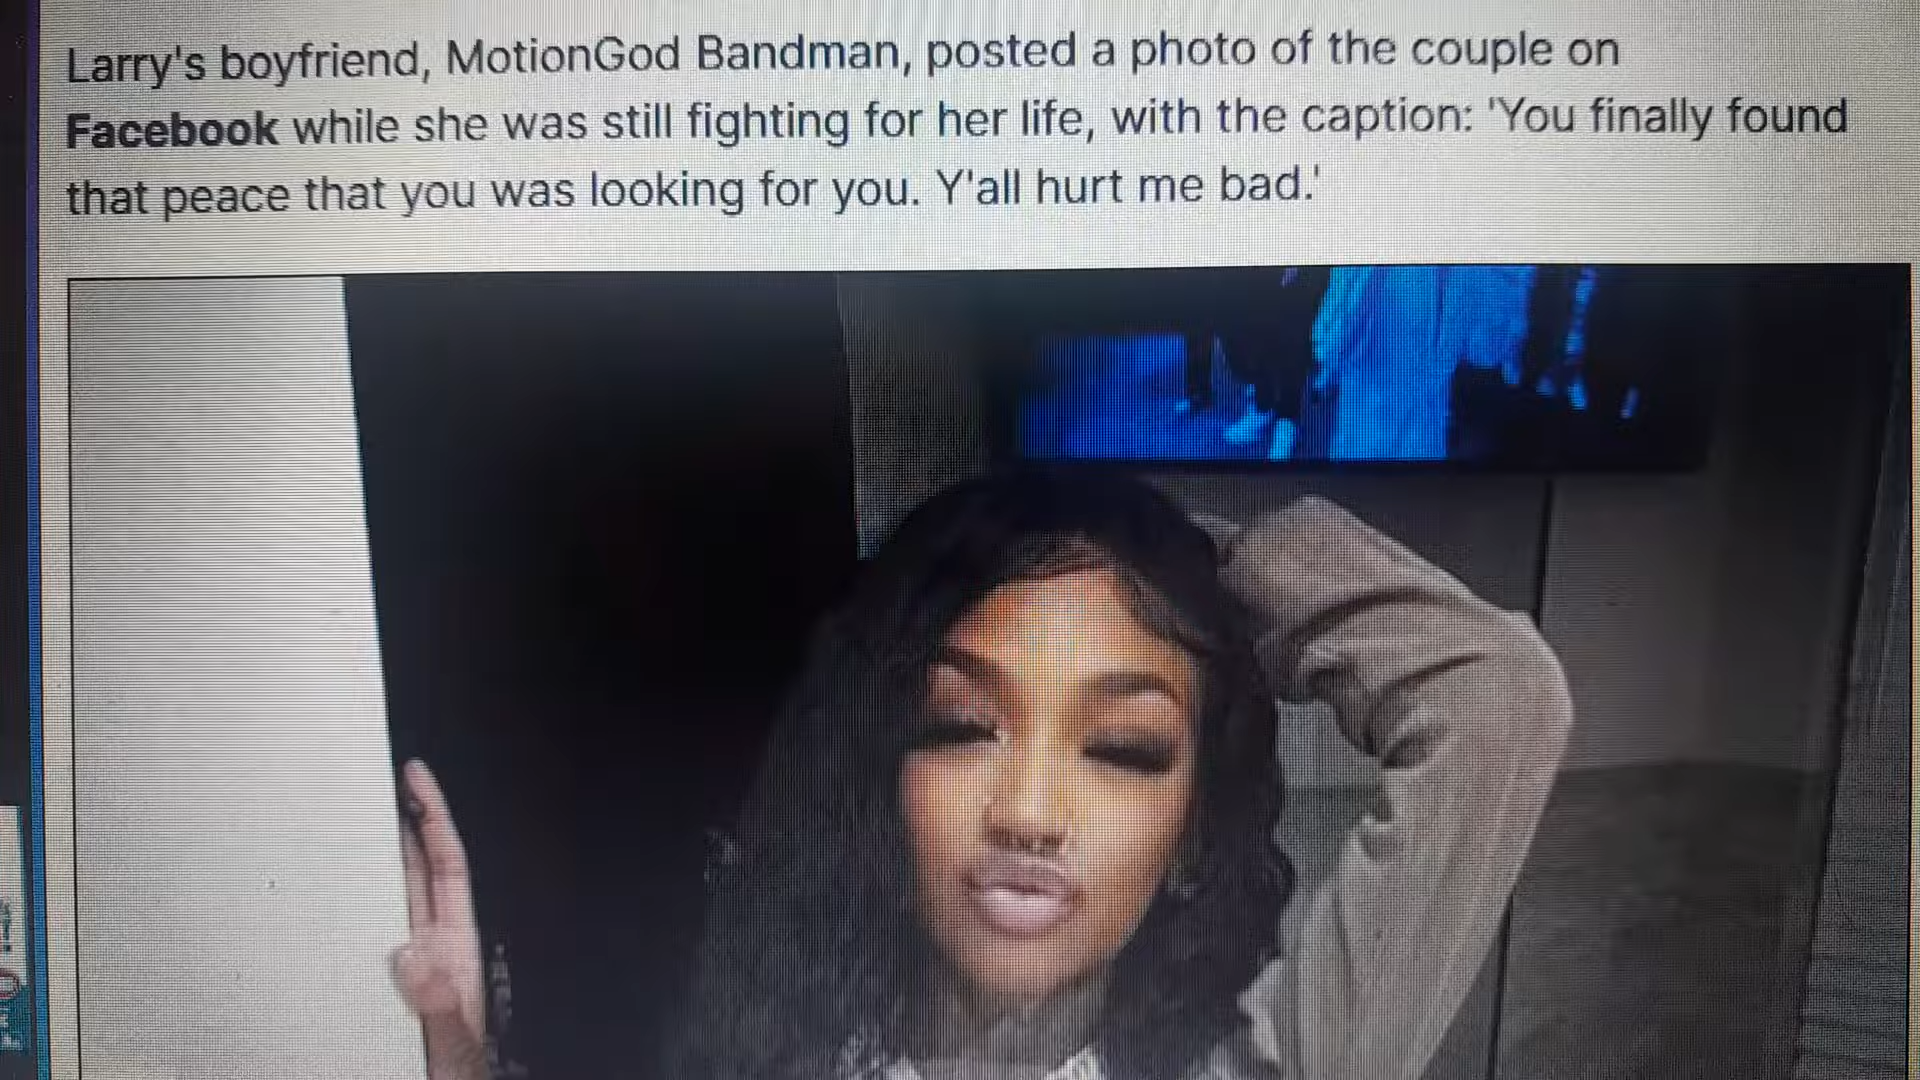 Larry's boyfriend, MotionGod Bandman, posted a photo of the couple on
Facebook while she was still fighting for her life, with the caption: 'You finally found
that peace that you was looking for you. Y'all hurt me bad.'